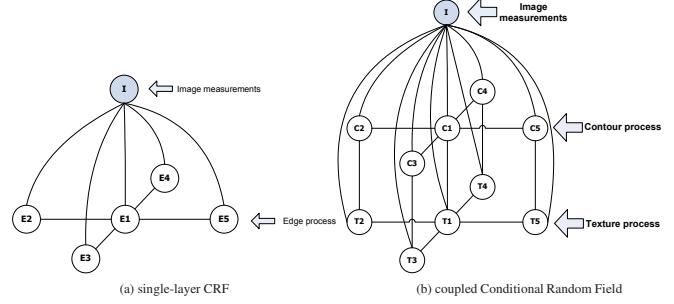 I
Image measurements
E4
E2
E1
E5
Edge process
E3
(a) single-layer CRF
I
Image
measurements
C4
C2
C1
C5
Contour process
C3
T4
T2
T1
T5
Texture process
T3
(b) coupled Conditional Random Field